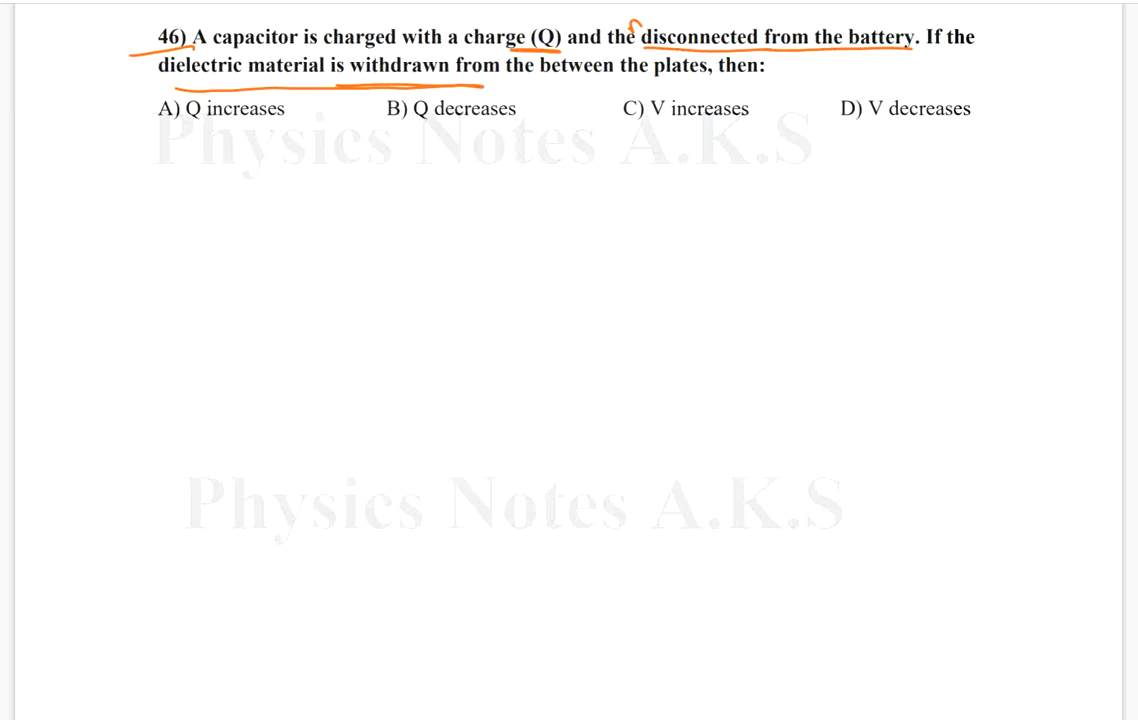 46) A capacitor is charged with a charge (Q) and the disconnected from the battery. If the
dielectric material is withdrawn from the between the plates, then:
A) Q increases B) Q decreases C) V increases D) V decreases
Physics Notes A.K.S
Physics Notes A.K.S